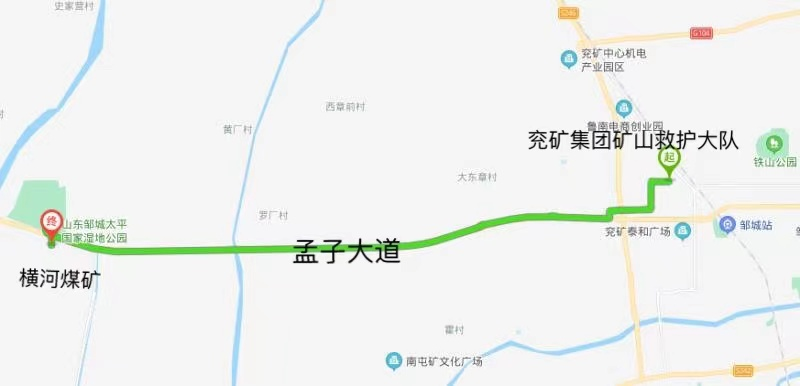 史家营村
S246
G104
兖矿中心机电
产业园区
西章前村
鲁南电商创业园
黄厂村
兖矿集团矿山救护大队
起
铁山公园
大东章村
罗厂村
终
山东邹城太平
国家湿地公园
兖矿泰和广场
邹城站
孟子大道
横河煤矿
霍村
南屯矿文化广场
S342